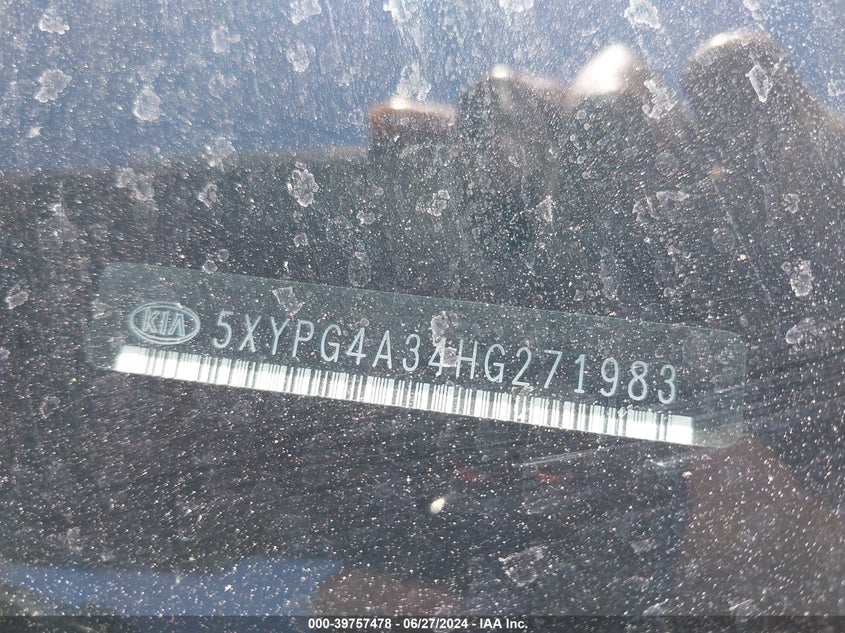 KIA 5XYPG4A34HG271983
000-39757478 - 06/27/2024 - IAA Inc.